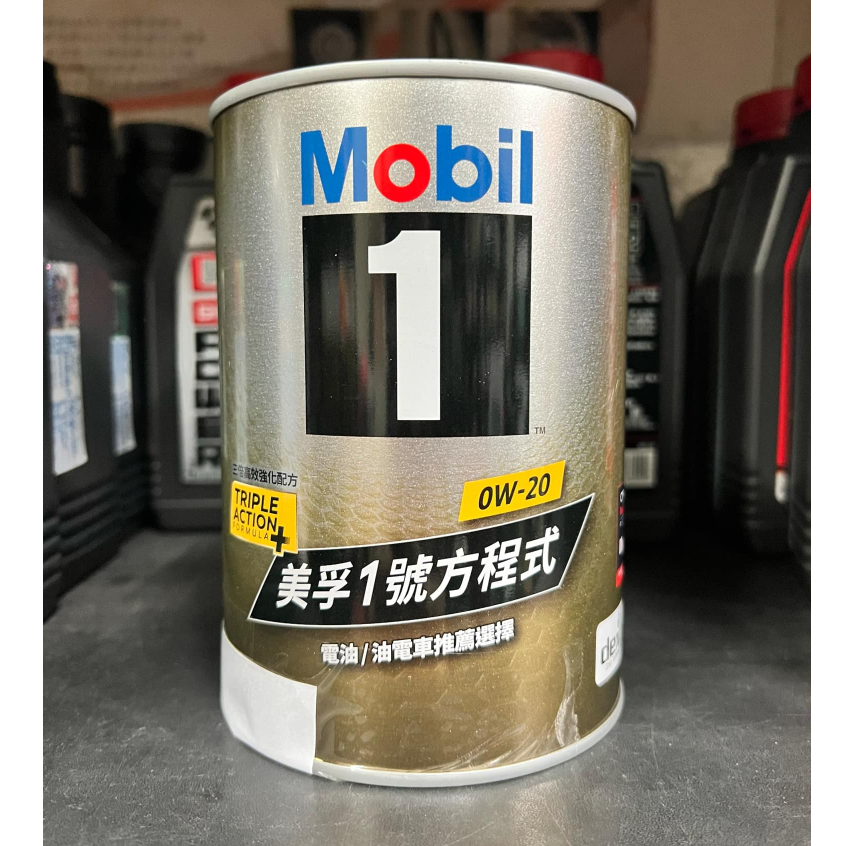 Mobil
1
TM
三倍高效強化配方
TRIPLE
ACTION
FORMULA+
0W-20
美孚1號方程式
電油/油電車推薦選擇